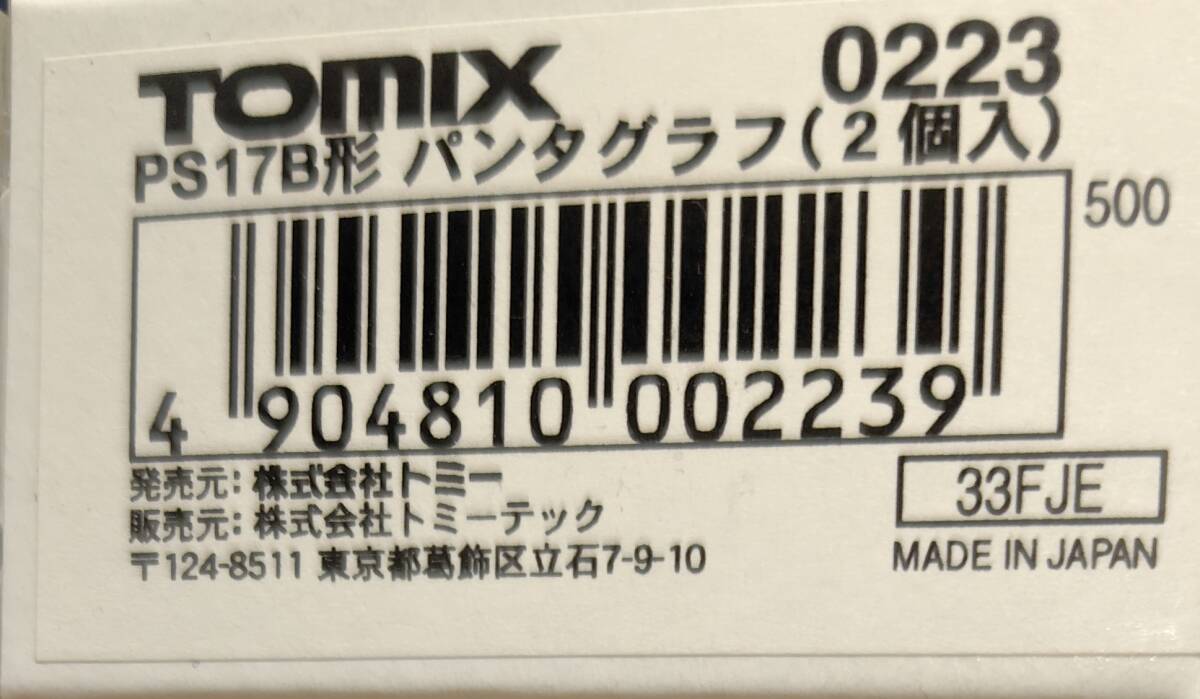 TOMIX 0223
PS17B形 パンタグラフ(2個入)
500
4 904810 002239
発売元: 株式会社トミー
販売元: 株式会社トミーテック
〒124-8511 東京都葛飾区立石7-9-10
33FJE
MADE IN JAPAN